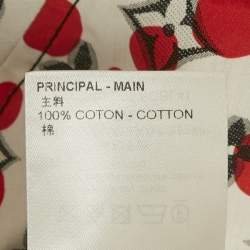 PRINCIPAL - MAIN
主料
100% COTON - COTTON
棉